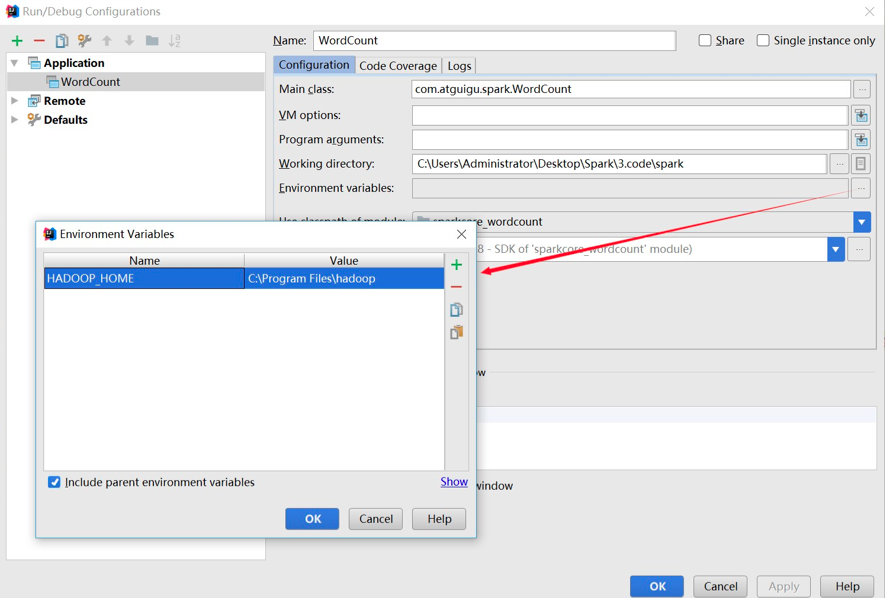 Run/Debug Configurations
Name: WordCount Share Single instance only
Application
WordCount
Remote
Defaults
Configuration Code Coverage Logs
Main class: com.atguigu.spark.WordCount
VM options:
Program arguments:
Working directory: C:\Users\Administrator\Desktop\Spark\3.code\spark
Environment variables:
Use classpath of module: sparkcore_wordcount
8 - SDK of 'sparkcore_wordcount' module)
Environment Variables
Name Value
HADOOP_HOME C:\Program Files\hadoop
Include parent environment variables Show
OK Cancel Help
window
OK Cancel Apply Help